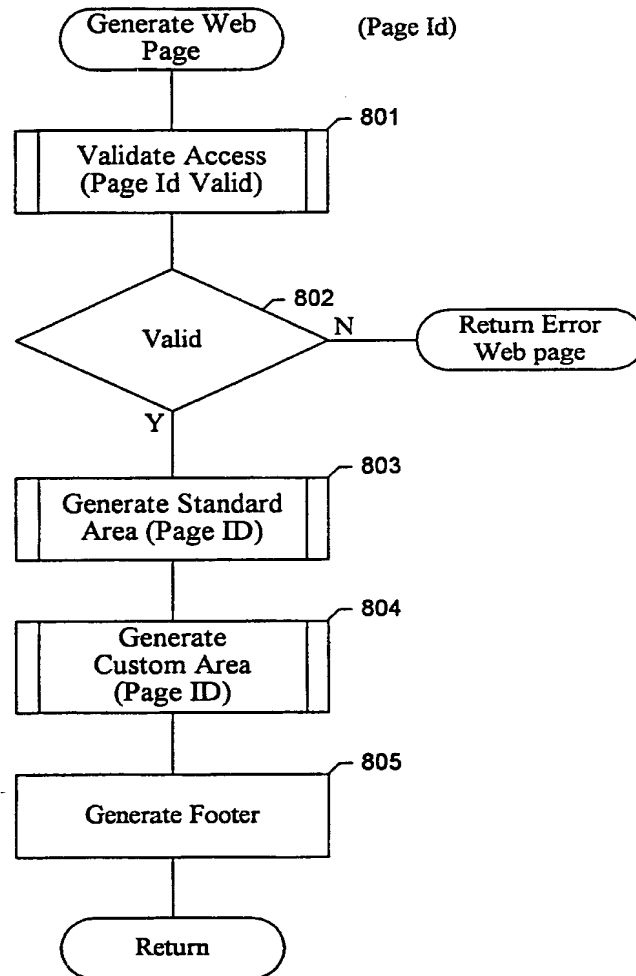 Generate Web
Page
(Page Id)
801
Validate Access
(Page Id Valid)
802
Valid
N
Return Error
Web page
Y
803
Generate Standard
Area (Page ID)
804
Generate
Custom Area
(Page ID)
805
Generate Footer
Return